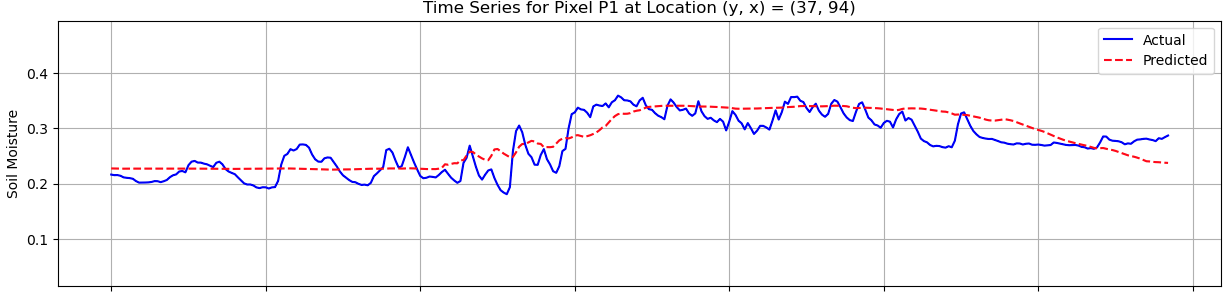 Time Series for Pixel P1 at Location (y, x) = (37, 94)
Actual
Predicted
0.4
0.3
0.2
0.1
Soil Moisture